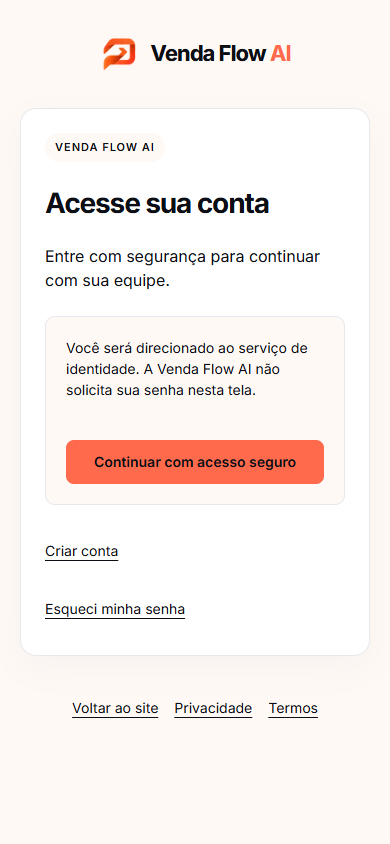 Venda Flow AI
VENDA FLOW AI
Acesse sua conta
Entre com segurança para continuar
com sua equipe.
Você será direcionado ao serviço de
identidade. A Venda Flow AI não
solicita sua senha nesta tela.
Continuar com acesso seguro
Criar conta
Esqueci minha senha
Voltar ao site Privacidade Termos